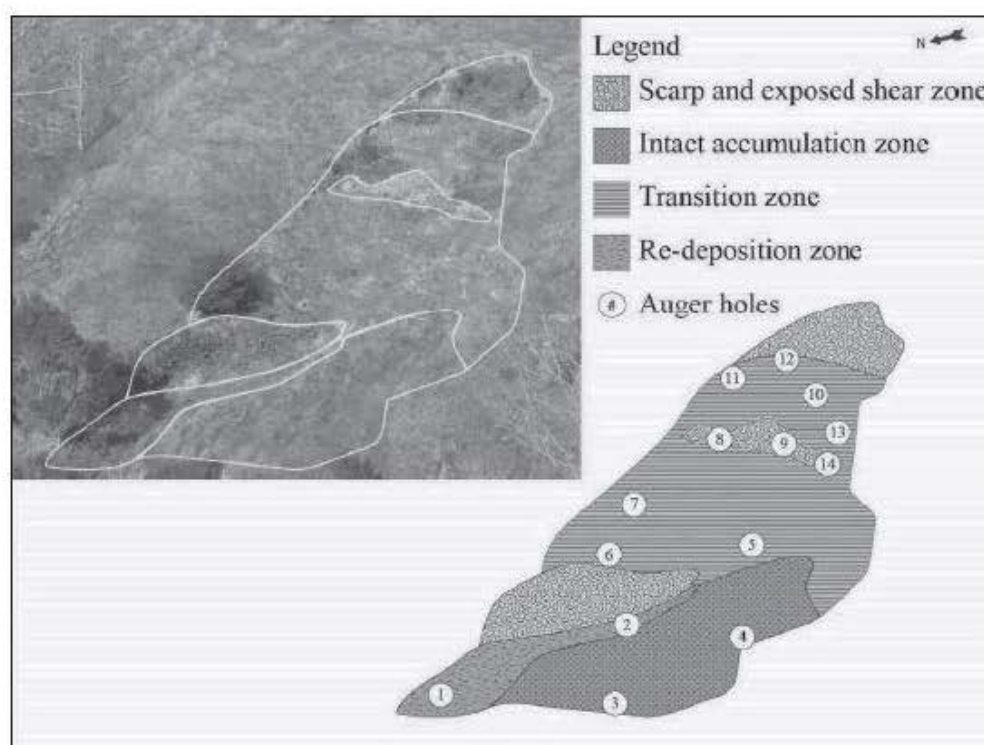 Legend
N
Scarp and exposed shear zone
Intact accumulation zone
Transition zone
Re-deposition zone
# Auger holes
12
11
10
13
8
9
14
7
5
6
2
4
1
3